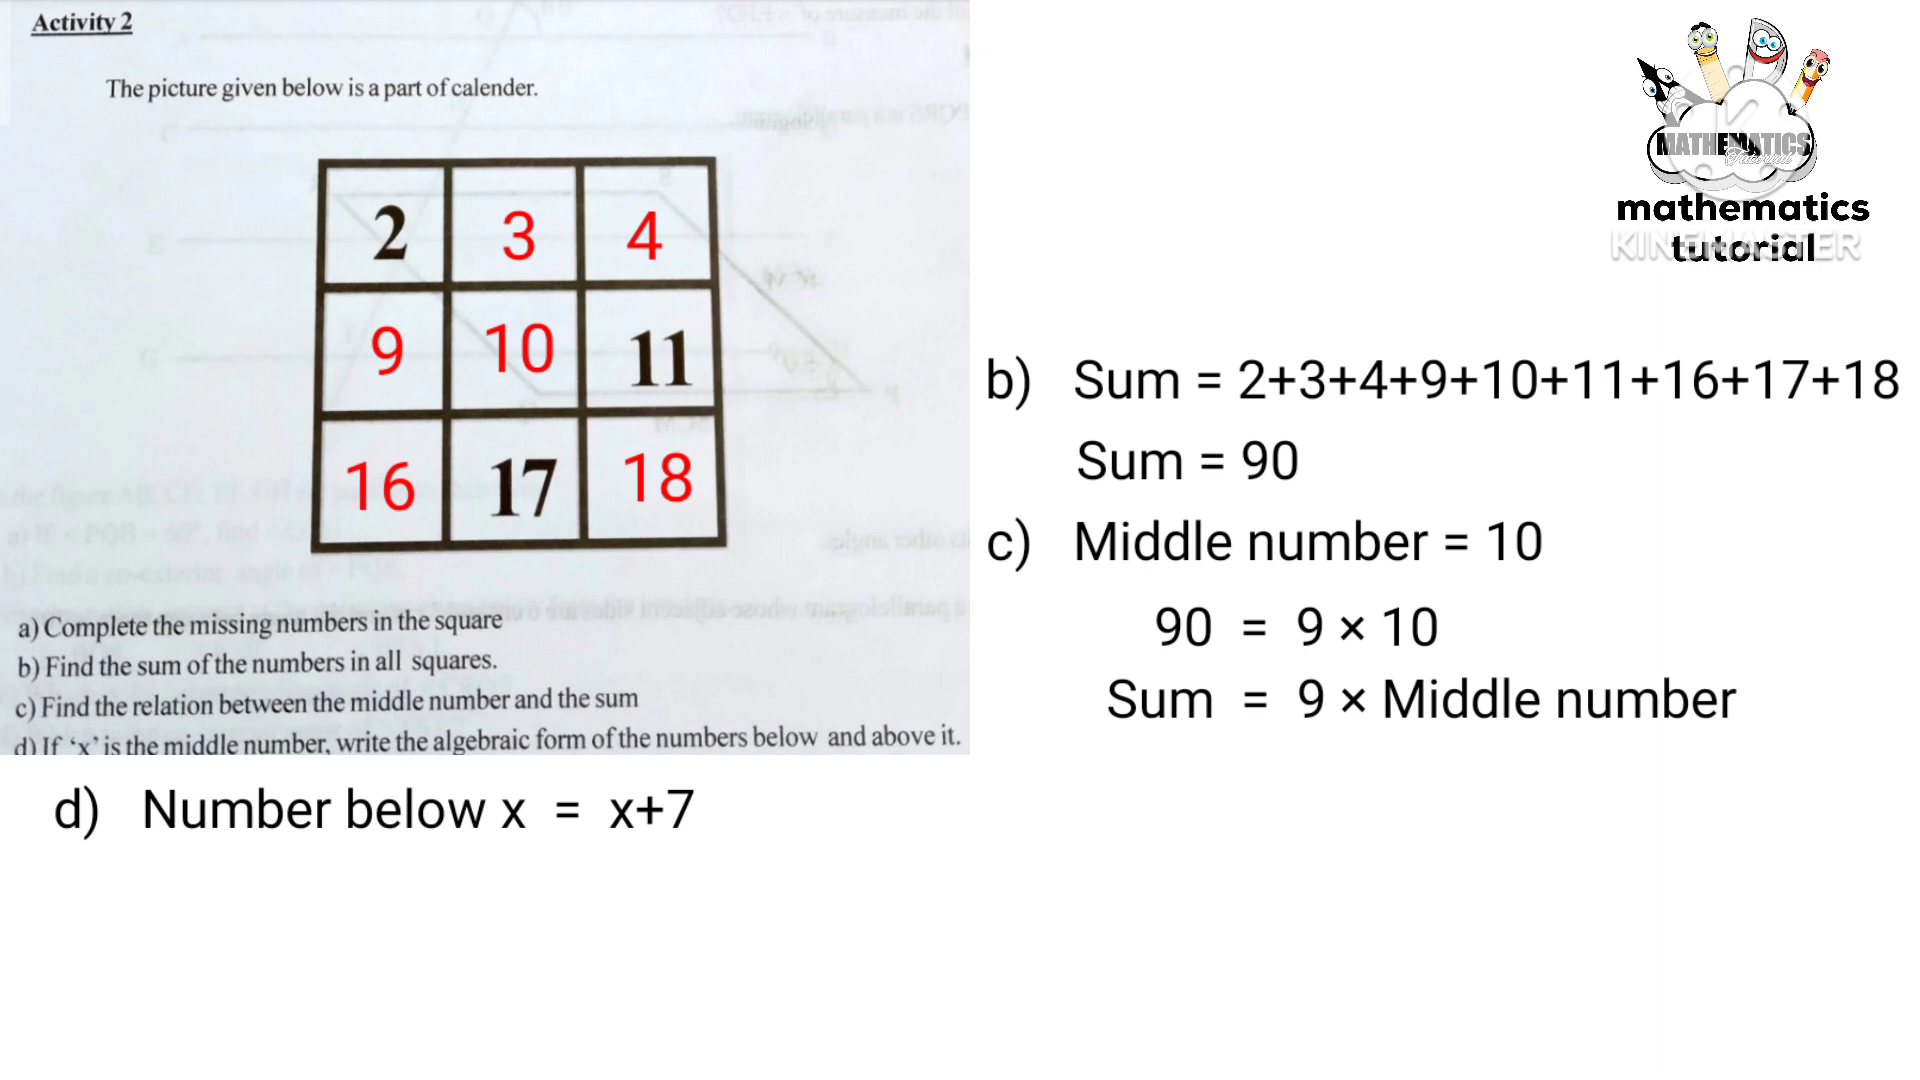 Activity 2
The picture given below is a part of calender.
2 3 4
9 10 11
16 17 18
a) Complete the missing numbers in the square
b) Find the sum of the numbers in all squares.
c) Find the relation between the middle number and the sum
d) If ‘x’ is the middle number, write the algebraic form of the numbers below and above it.
MATHEMATICS
Tutorial
mathematics
tutorial
KINEMASTER
b) Sum = 2+3+4+9+10+11+16+17+18
Sum = 90
c) Middle number = 10
90 = 9 × 10
Sum = 9 × Middle number
d) Number below x = x+7